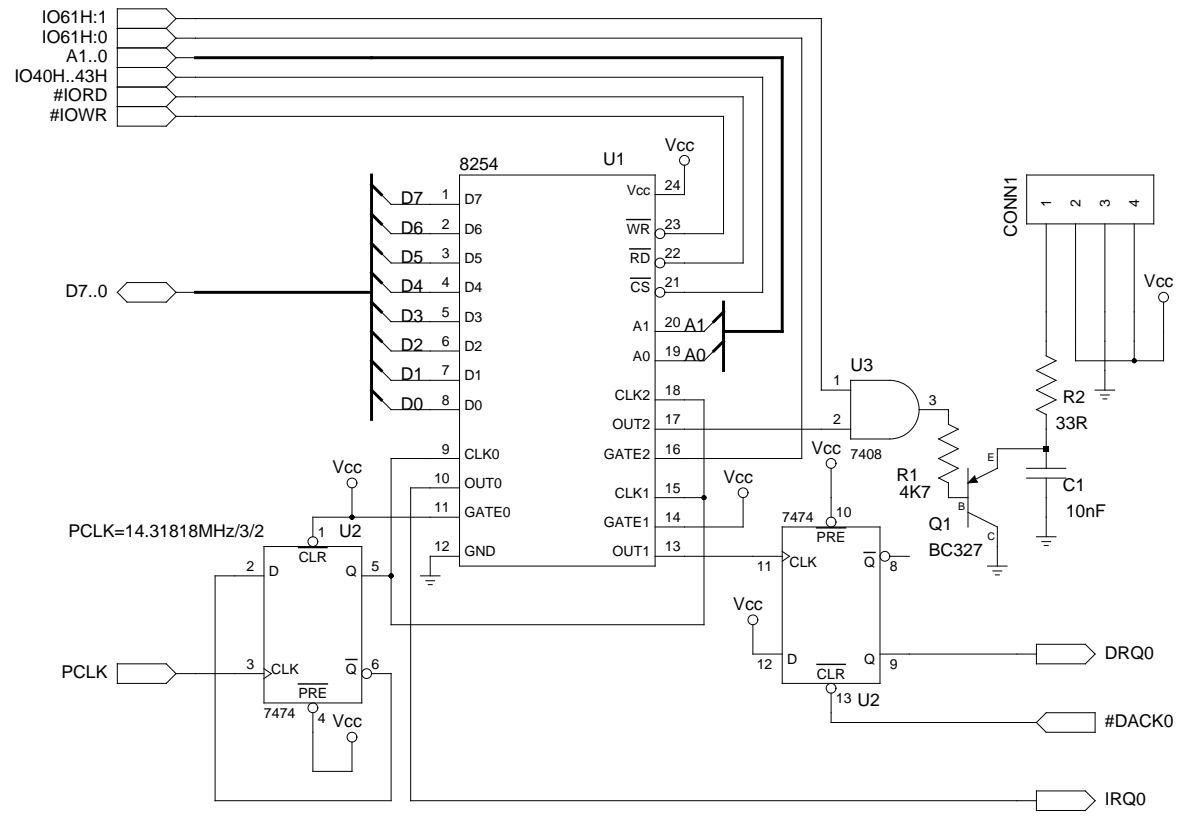 IO61H:1
IO61H:0
A1..0
IO40H..43H
#IORD
#IOWR
8254
U1
Vcc
D7 1 D7
D6 2 D6
D5 3 D5
D4 4 D4
D3 5 D3
D2 6 D2
D1 7 D1
D0 8 D0
9 CLK0
10 OUT0
11 GATE0
12 GND
Vcc 24
WR 23
RD 22
CS 21
A1 20 A1
A0 19 A0
CLK2 18
OUT2 17
GATE2 16
CLK1 15
GATE1 14
OUT1 13
D7..0
CONN1
1 2 3 4
Vcc
R2
33R
U3
1
2
3
7408
R1
4K7
E
B
C
Q1
BC327
C1
10nF
Vcc
Vcc
Vcc
PCLK=14.31818MHz/3/2
1
U2
CLR
2 D
Q 5
3 CLK
Q 6
PRE
7474
4
Vcc
PCLK
7474
10
PRE
11 CLK
Q 8
Vcc
12 D
Q 9
CLR
13 U2
DRQ0
#DACK0
IRQ0